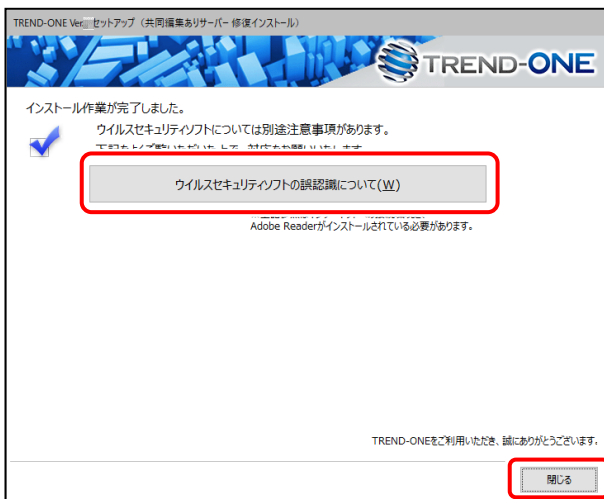 TREND-ONE Ver. セットアップ（共同編集ありサーバー 修復インストール）
TREND-ONE
インストール作業が完了しました。
ウイルスセキュリティソフトについては別途注意事項があります。
ウイルスセキュリティソフトの誤認識について(W)
Adobe Readerがインストールされている必要があります。
TREND-ONEをご利用いただき、誠にありがとうございます。
閉じる